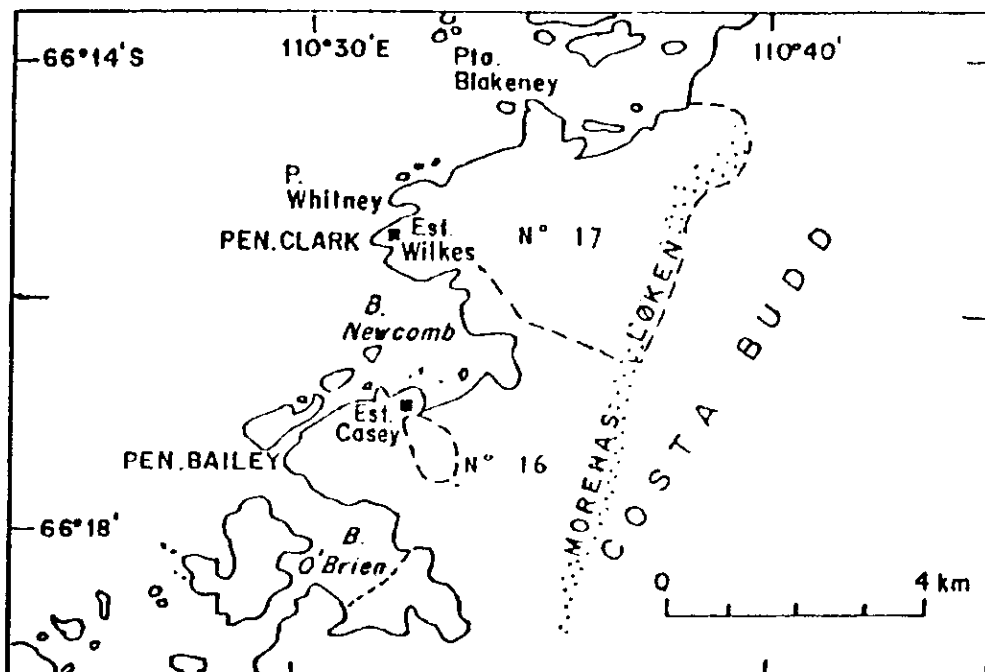 66°14'S
110°30'E
110°40'
Pta.
Blakeney
P.
Whitney
PEN. CLARK
Est.
Wilkes
N° 17
B.
Newcomb
Est.
Casey
PEN. BAILEY
N° 16
MOREHAS LØKEN
COSTA BUDD
66°18'
B.
O'Brien
0 4 km